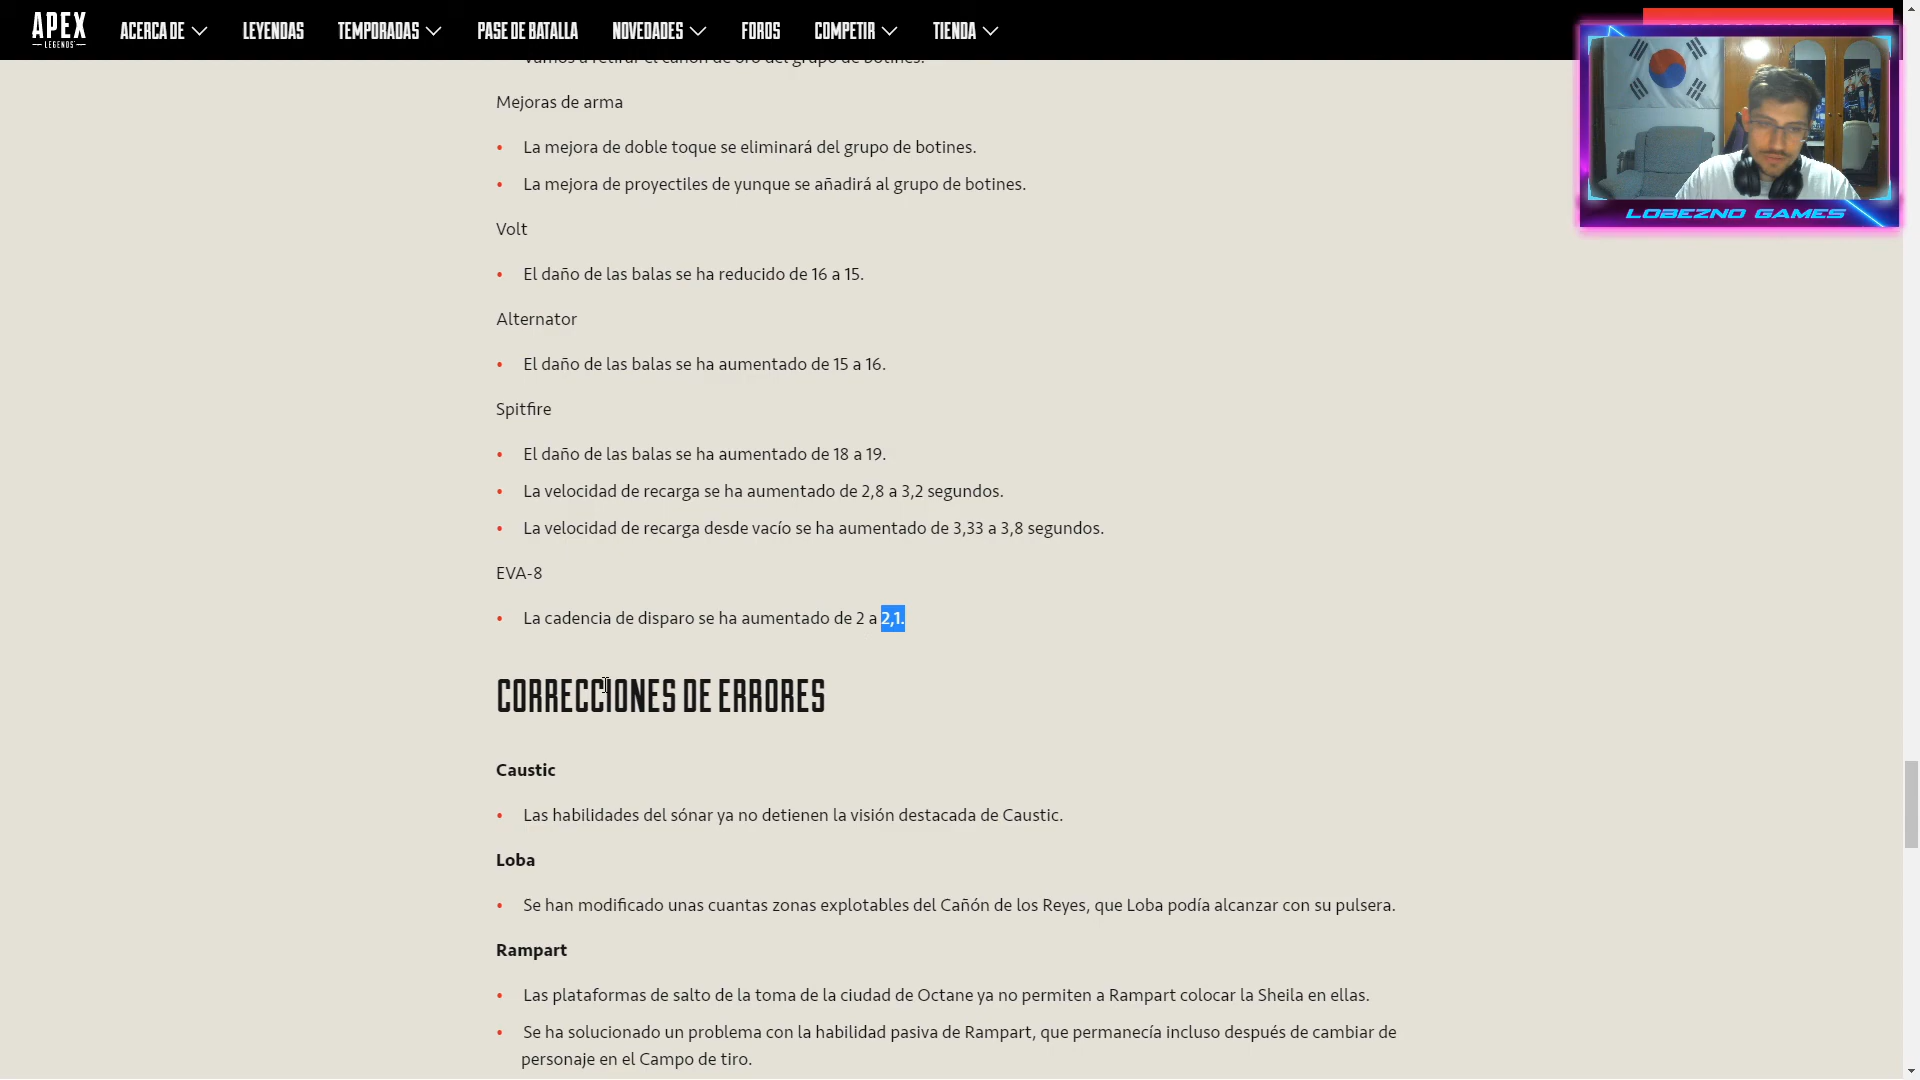 APEX
LEGENDS
ACERCA DE
LEYENDAS
TEMPORADAS
PASE DE BATALLA
NOVEDADES
FOROS
COMPETIR
TIENDA
Vamos a retirar el cañón de oro del grupo de botines.
Mejoras de arma
• La mejora de doble toque se eliminará del grupo de botines.
• La mejora de proyectiles de yunque se añadirá al grupo de botines.
Volt
• El daño de las balas se ha reducido de 16 a 15.
Alternator
• El daño de las balas se ha aumentado de 15 a 16.
Spitfire
• El daño de las balas se ha aumentado de 18 a 19.
• La velocidad de recarga se ha aumentado de 2,8 a 3,2 segundos.
• La velocidad de recarga desde vacío se ha aumentado de 3,33 a 3,8 segundos.
EVA-8
• La cadencia de disparo se ha aumentado de 2 a 2,1.
CORRECCIONES DE ERRORES
Caustic
• Las habilidades del sónar ya no detienen la visión destacada de Caustic.
Loba
• Se han modificado unas cuantas zonas explotables del Cañón de los Reyes, que Loba podía alcanzar con su pulsera.
Rampart
• Las plataformas de salto de la toma de la ciudad de Octane ya no permiten a Rampart colocar la Sheila en ellas.
• Se ha solucionado un problema con la habilidad pasiva de Rampart, que permanecía incluso después de cambiar de
personaje en el Campo de tiro.
LOBEZNO GAMES